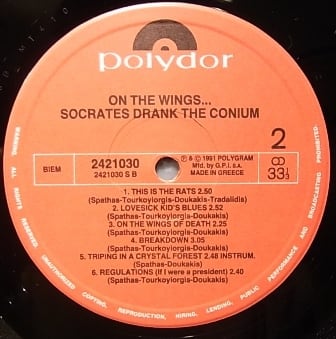 polydor
ON THE WINGS...
SOCRATES DRANK THE CONIUM
2
BIEM
2421030
2421030 S B
℗ & © 1991 POLYGRAM
Mft. by G.P.I. s.a.
MADE IN GREECE
33⅓
1. THIS IS THE RATS 2.50
(Spathas-Tourkoyiorgis-Doukakis-Tradalidis)
2. LOVESICK KID'S BLUES 2.52
(Spathas-Tourkoyiorgis-Doukakis)
3. ON THE WINGS OF DEATH 2.25
(Spathas-Tourkoyiorgis-Doukakis)
4. BREAKDOWN 3.05
(Spathas-Tourkoyiorgis-Doukakis)
5. TRIPING IN A CRYSTAL FOREST 2.48 INSTRUM.
(Spathas-Doukakis)
6. REGULATIONS (If I were a president) 2.40
(Spathas-Tourkoyiorgis-Doukakis)
ALL RIGHTS RESERVED UNAUTHORIZED COPYING, REPRODUCTION, HIRING, LENDING, PUBLIC PERFORMANCE AND BROADCASTING PROHIBITED.